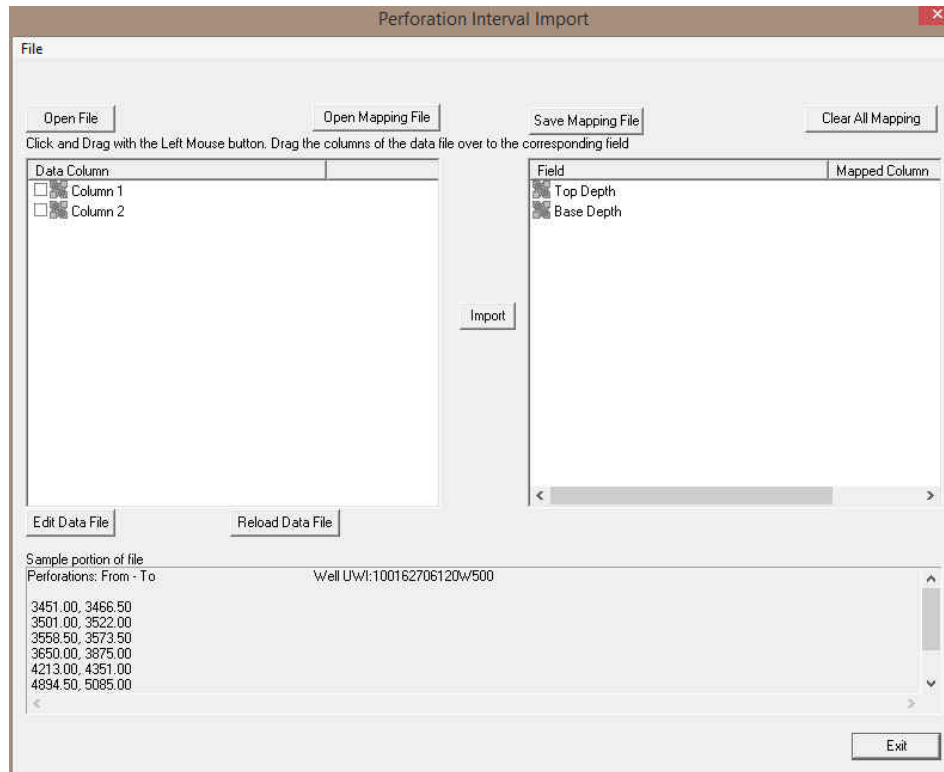 Perforation Interval Import
File
Open File
Open Mapping File
Save Mapping File
Clear All Mapping
Click and Drag with the Left Mouse button. Drag the columns of the data file over to the corresponding field
Data Column
Column 1
Column 2
Field Mapped Column
Top Depth
Base Depth
Import
Edit Data File
Reload Data File
Sample portion of file
Perforations: From - To Well UWI:100162706120W500
3451.00, 3466.50
3501.00, 3522.00
3558.50, 3573.50
3650.00, 3875.00
4213.00, 4351.00
4894.50, 5085.00
Exit